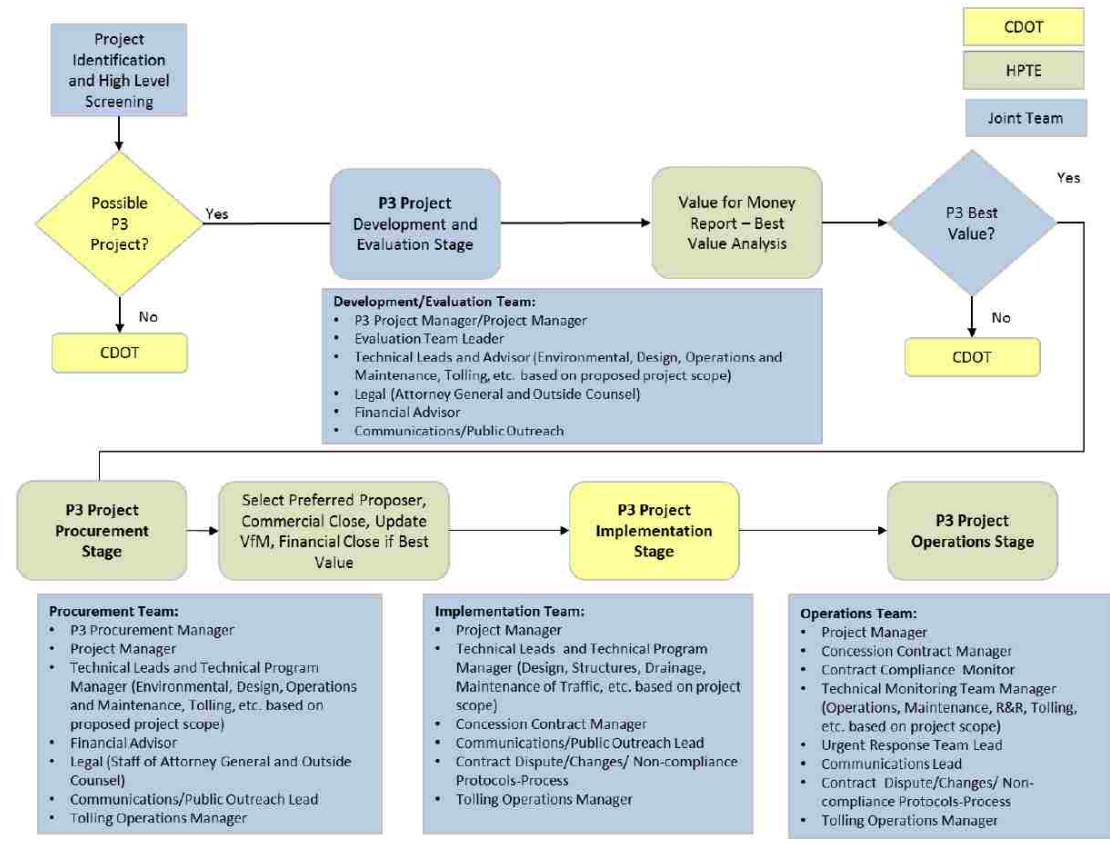 Project
Identification
and High Level
Screening
CDOT
HPTE
Joint Team
Possible
P3
Project?
Yes
No
CDOT
P3 Project
Development and
Evaluation Stage
Value for Money
Report – Best
Value Analysis
P3 Best
Value?
Yes
No
CDOT
Development/Evaluation Team:
• P3 Project Manager/Project Manager
• Evaluation Team Leader
• Technical Leads and Advisor (Environmental, Design, Operations and
Maintenance, Tolling, etc. based on proposed project scope)
• Legal (Attorney General and Outside Counsel)
• Financial Advisor
• Communications/Public Outreach
P3 Project
Procurement
Stage
Select Preferred Proposer,
Commercial Close, Update
VfM, Financial Close if Best
Value
P3 Project
Implementation
Stage
P3 Project
Operations Stage
Procurement Team:
• P3 Procurement Manager
• Project Manager
• Technical Leads and Technical Program
Manager (Environmental, Design, Operations
and Maintenance, Tolling, etc. based on
proposed project scope)
• Financial Advisor
• Legal (Staff of Attorney General and Outside
Counsel)
• Communications/Public Outreach Lead
• Tolling Operations Manager
Implementation Team:
• Project Manager
• Technical Leads and Technical Program
Manager (Design, Structures, Drainage,
Maintenance of Traffic, etc. based on project
scope)
• Concession Contract Manager
• Communications/Public Outreach Lead
• Contract Dispute/Changes/ Non-compliance
Protocols-Process
• Tolling Operations Manager
Operations Team:
• Project Manager
• Concession Contract Manager
• Contract Compliance Monitor
• Technical Monitoring Team Manager
(Operations, Maintenance, R&R, Tolling,
etc. based on project scope)
• Urgent Response Team Lead
• Communications Lead
• Contract Dispute/Changes/ Non-
compliance Protocols-Process
• Tolling Operations Manager